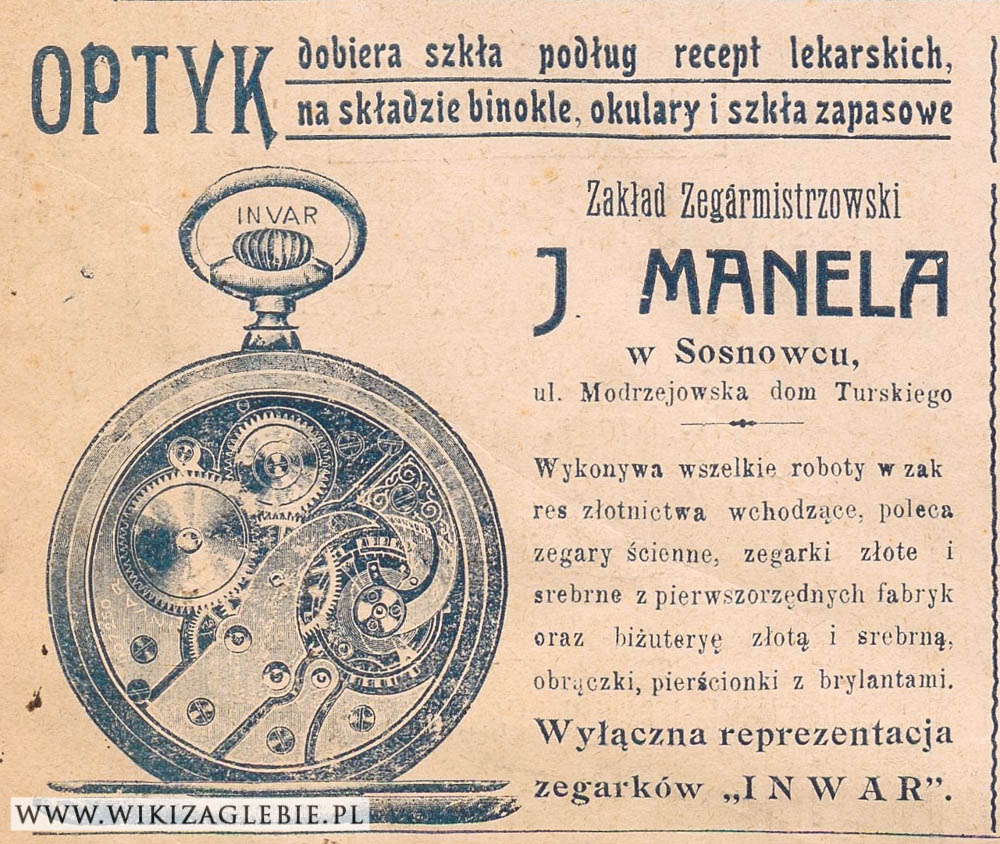 OPTYK
dobiera szkła podług recept lekarskich,
na składzie binokle, okulary i szkła zapasowe
INVAR
Zakład Zegarmistrzowski
J MANELA
w Sosnowcu,
ul. Modrzejowska dom Turskiego
Wykonywa wszelkie roboty w zak
res złotnictwa wchodzące, poleca
zegary ścienne, zegarki złote i
srebrne z pierwszorzędnych fabryk
oraz biżuteryę złotą i srebrną,
obrączki, pierścionki z brylantami.
Wyłączna reprezentacja
zegarków „INWAR”.
WWW.WIKIZAGLEBIE.PL